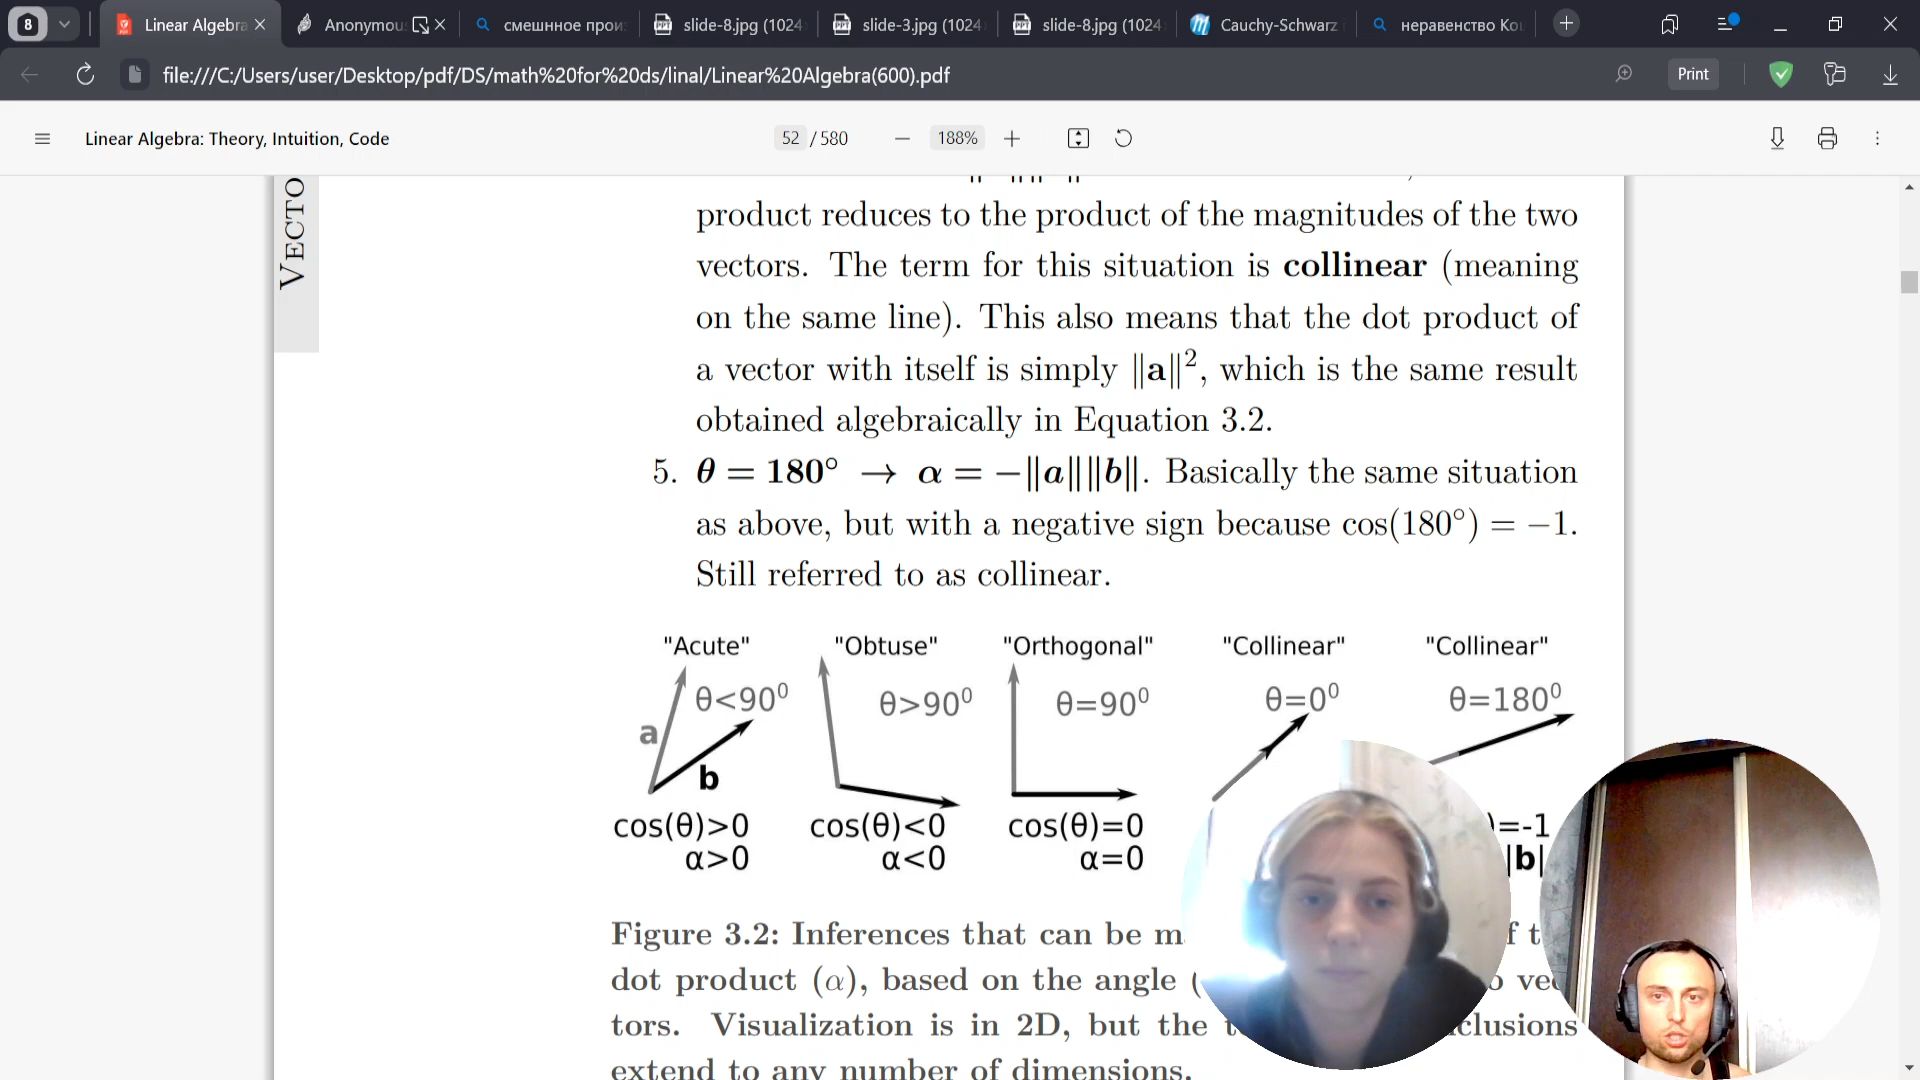 8
Linear Algebra
Anonymou
смешнное прои
slide-8.jpg (1024
slide-3.jpg (1024
slide-8.jpg (1024
Cauchy-Schwarz
неравенство Ко
file:///C:/Users/user/Desktop/pdf/DS/math%20for%20ds/linal/Linear%20Algebra(600).pdf
Print
Linear Algebra: Theory, Intuition, Code
52 / 580
188%
VECTO
product reduces to the product of the magnitudes of the two
vectors. The term for this situation is collinear (meaning
on the same line). This also means that the dot product of
a vector with itself is simply ‖a‖², which is the same result
obtained algebraically in Equation 3.2.
5. θ = 180° → α = −‖a‖‖b‖. Basically the same situation
as above, but with a negative sign because cos(180°) = −1.
Still referred to as collinear.
"Acute" "Obtuse" "Orthogonal" "Collinear" "Collinear"
θ<90⁰ θ>90⁰ θ=90⁰ θ=0⁰ θ=180⁰
a
b
cos(θ)>0 cos(θ)<0 cos(θ)=0 )=-1
α>0 α<0 α=0 |b|
Figure 3.2: Inferences that can be m f t
dot product (α), based on the angle ( o vec
tors. Visualization is in 2D, but the t clusions
extend to any number of dimensions.